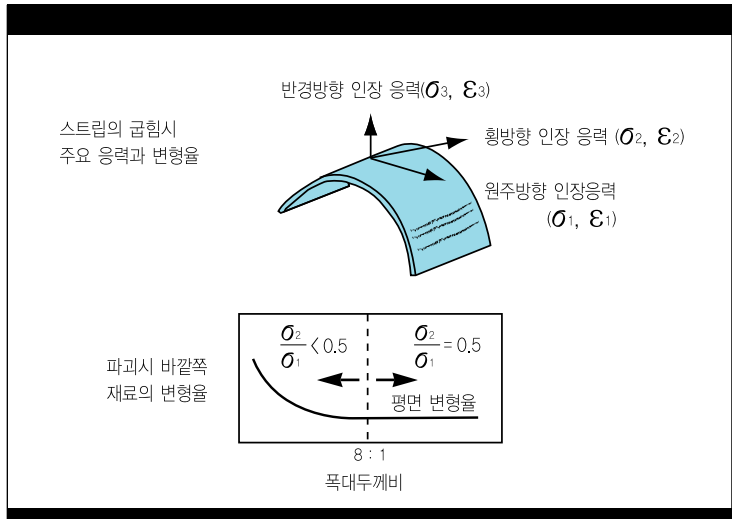 반경방향 인장 응력(σ3, ε3)
스트립의 굽힘시
주요 응력과 변형율
횡방향 인장 응력 (σ2, ε2)
원주방향 인장응력
(σ1, ε1)
σ2/σ1 < 0.5
σ2/σ1 = 0.5
파괴시 바깥쪽
재료의 변형율
평면 변형율
8 : 1
폭대두께비